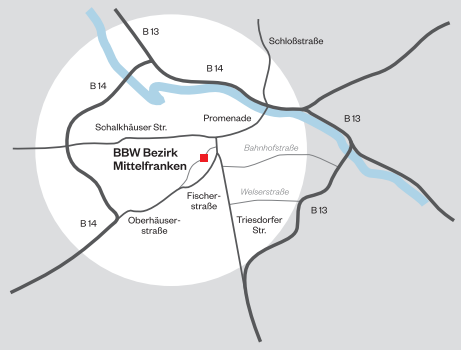 B 13
Schloßstraße
B 14
B 14
Promenade
B 13
Schalkhäuser Str.
Bahnhofstraße
BBW Bezirk
Mittelfranken
Welserstraße
Fischer-
straße
B 13
Oberhäuser-
straße
B 14
Triesdorfer
Str.